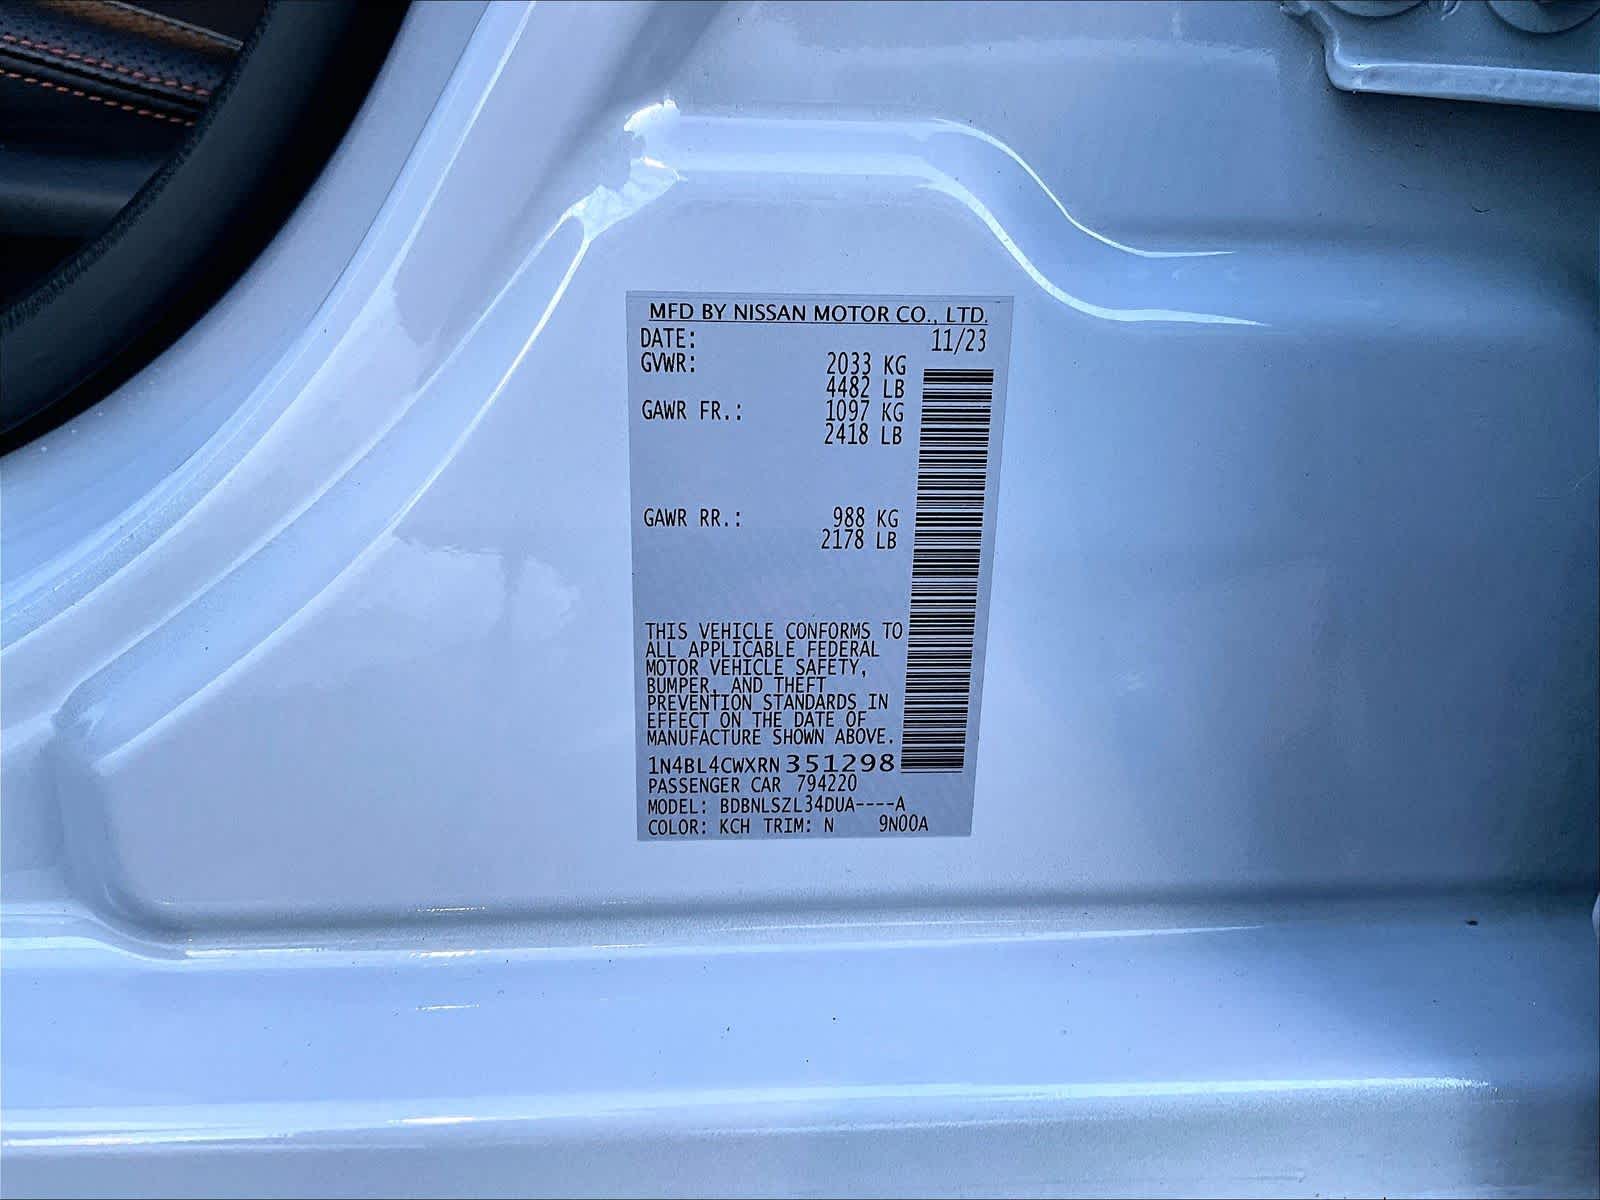 MFD BY NISSAN MOTOR CO., LTD.
DATE: 11/23
GVWR: 2033 KG
4482 LB
GAWR FR.: 1097 KG
2418 LB
GAWR RR.: 988 KG
2178 LB
THIS VEHICLE CONFORMS TO
ALL APPLICABLE FEDERAL
MOTOR VEHICLE SAFETY,
BUMPER, AND THEFT
PREVENTION STANDARDS IN
EFFECT ON THE DATE OF
MANUFACTURE SHOWN ABOVE.
1N4BL4CWXRN351298
PASSENGER CAR 794220
MODEL: BDBNLSZL34DUA----A
COLOR: KCH TRIM: N 9N00A